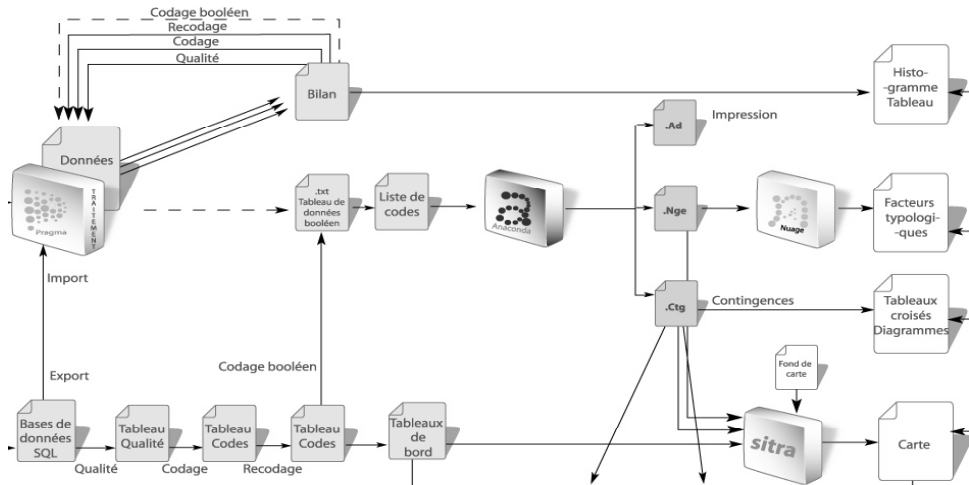 Codage booléen
Recodage
Codage
Qualité
Bilan
Histo-
-gramme
Tableau
.Ad
Impression
Données
TRAITEMENT
Pragma
.txt
Tableau de
données
booléen
Liste de
codes
Anaconda
.Nge
Nuage
Facteurs
typologi-
-ques
Import
.Ctg
Contingences
Tableaux
croisés
Diagrammes
Codage booléen
Fond de
carte
Export
Bases de
données
SQL
Tableau
Qualité
Tableau
Codes
Tableau
Codes
Tableaux
de
bord
sitra
Carte
Qualité
Codage
Recodage